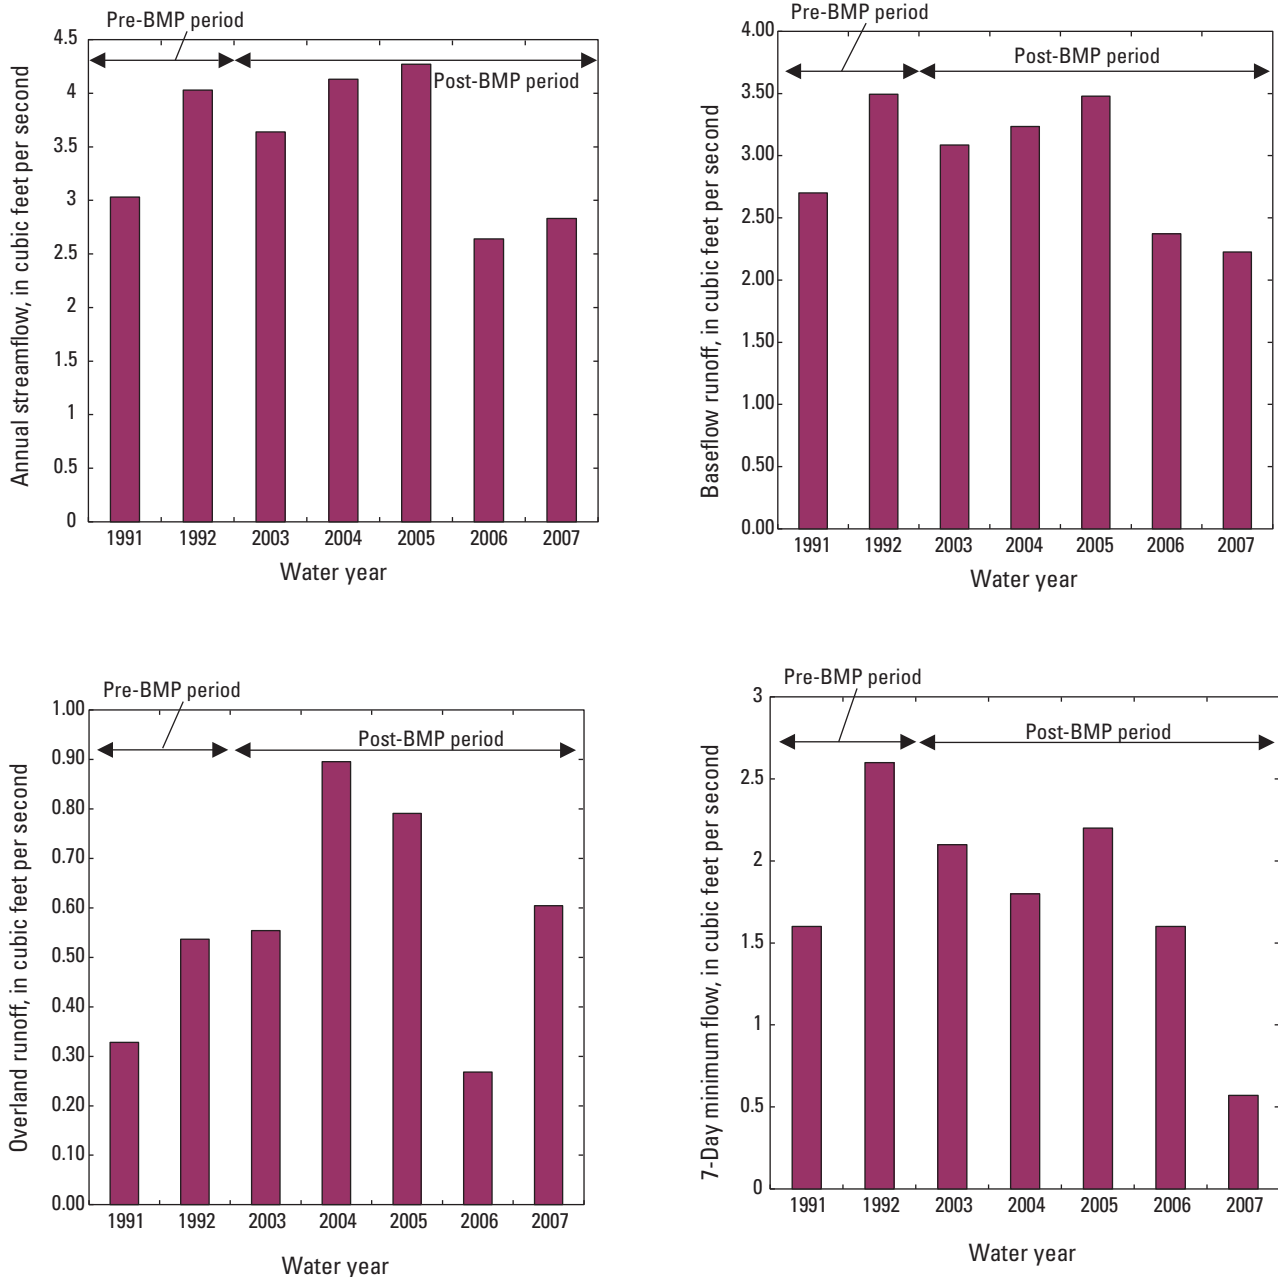 Pre-BMP period
4.5
4
3.5
3
2.5
2
1.5
1
0.5
0
Post-BMP period
Annual streamflow, in cubic feet per second
1991 1992 2003 2004 2005 2006 2007
Water year
Pre-BMP period
4.00
3.50
3.00
2.50
2.00
1.50
1.00
0.50
0.00
Post-BMP period
Baseflow runoff, in cubic feet per second
1991 1992 2003 2004 2005 2006 2007
Water year
Pre-BMP period
1.00
0.90
0.80
0.70
0.60
0.50
0.40
0.30
0.20
0.10
0.00
Post-BMP period
Overland runoff, in cubic feet per second
1991 1992 2003 2004 2005 2006 2007
Water year
Pre-BMP period
3
2.5
2
1.5
1
0.5
0
Post-BMP period
7-Day minimum flow, in cubic feet per second
1991 1992 2003 2004 2005 2006 2007
Water year